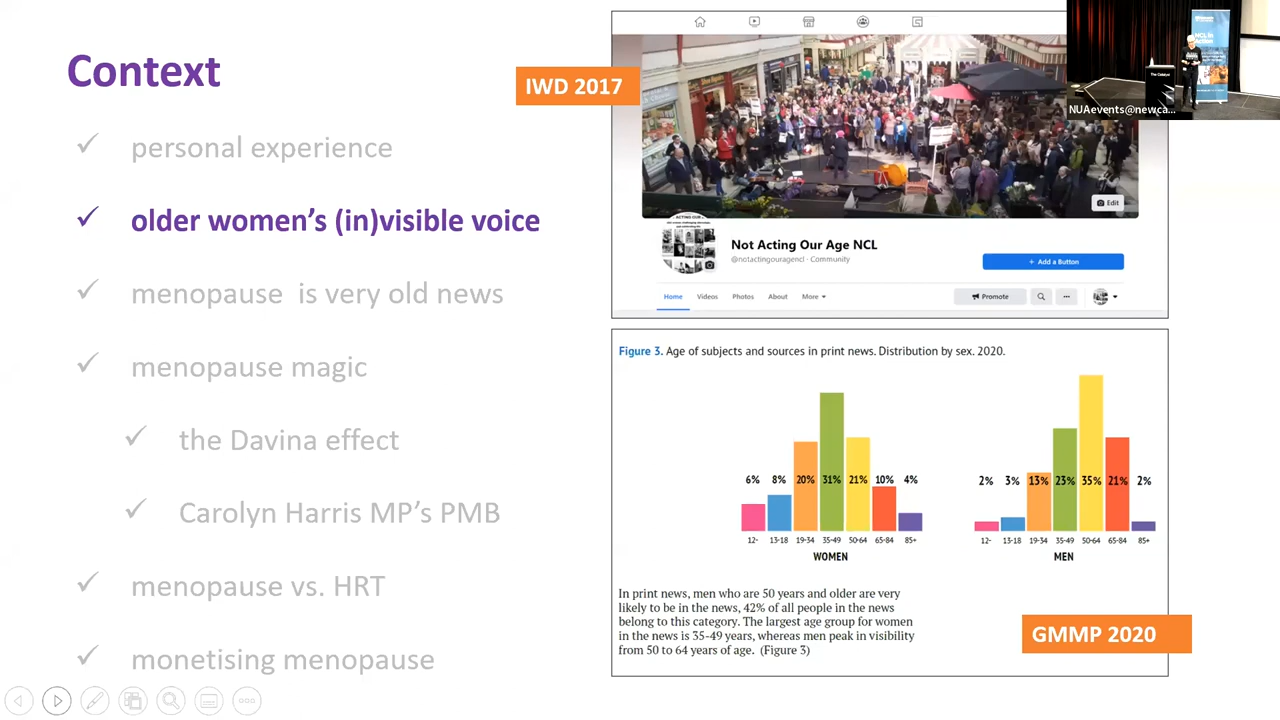 Context
personal experience
older women's (in)visible voice
menopause  is very old news
menopause magic
the Davina effect
Carolyn Harris MP's PMB
menopause vs. HRT
monetising menopause
IWD 2017
Edit
Not Acting Our Age NCL
@notactingouragencl · Community
+ Add a Button
Home Videos Photos About More
Promote
NUAevents@newca...
Figure 3. Age of subjects and sources in print news. Distribution by sex. 2020.
6% 8% 20% 31% 21% 10% 4%
12- 13-18 19-34 35-49 50-64 65-84 85+
WOMEN
2% 3% 13% 23% 35% 21% 2%
12- 13-18 19-34 35-49 50-64 65-84 85+
MEN
In print news, men who are 50 years and older are very
likely to be in the news, 42% of all people in the news
belong to this category. The largest age group for women
in the news is 35-49 years, whereas men peak in visibility
from 50 to 64 years of age. (Figure 3)
GMMP 2020